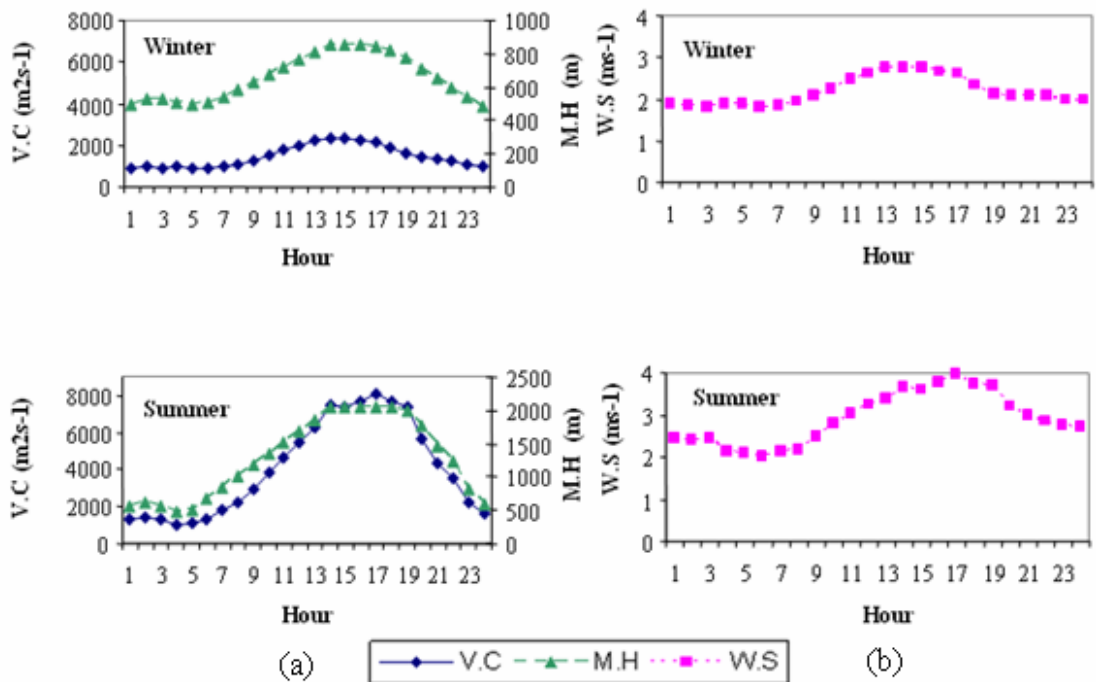 8000
6000
4000
2000
0
V.C (m2s-1)
Winter
1000
800
600
400
200
0
M.H (m)
1 3 5 7 9 11 13 15 17 19 21 23
Hour
4
3
2
1
0
W.S (ms-1)
Winter
1 3 5 7 9 11 13 15 17 19 21 23
Hour
8000
6000
4000
2000
0
V.C (m2s-1)
Summer
2500
2000
1500
1000
500
0
M.H (m)
1 3 5 7 9 11 13 15 17 19 21 23
Hour
4
3
2
1
0
W.S (ms-1)
Summer
1 3 5 7 9 11 13 15 17 19 21 23
Hour
(a)
V.C M.H W.S
(b)